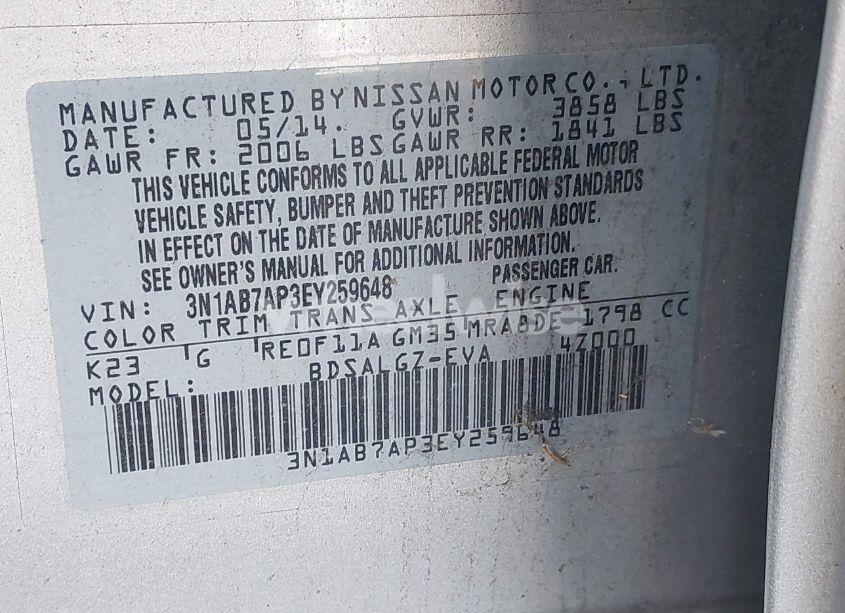 MANUFACTURED BY NISSAN MOTOR CO., LTD.
DATE: 05/14. GVWR: 3858 LBS
GAWR FR: 2006 LBS GAWR RR: 1841 LBS
THIS VEHICLE CONFORMS TO ALL APPLICABLE FEDERAL MOTOR
VEHICLE SAFETY, BUMPER AND THEFT PREVENTION STANDARDS
IN EFFECT ON THE DATE OF MANUFACTURE SHOWN ABOVE.
SEE OWNER'S MANUAL FOR ADDITIONAL INFORMATION.
VIN: 3N1AB7AP3EY259648 PASSENGER CAR.
COLOR TRIM TRANS AXLE ENGINE
K23 G RE0F11A GM35 MRA8DE 1798 CC
MODEL: BDSALGZ-EVA 4Z000
3N1AB7AP3EY259648